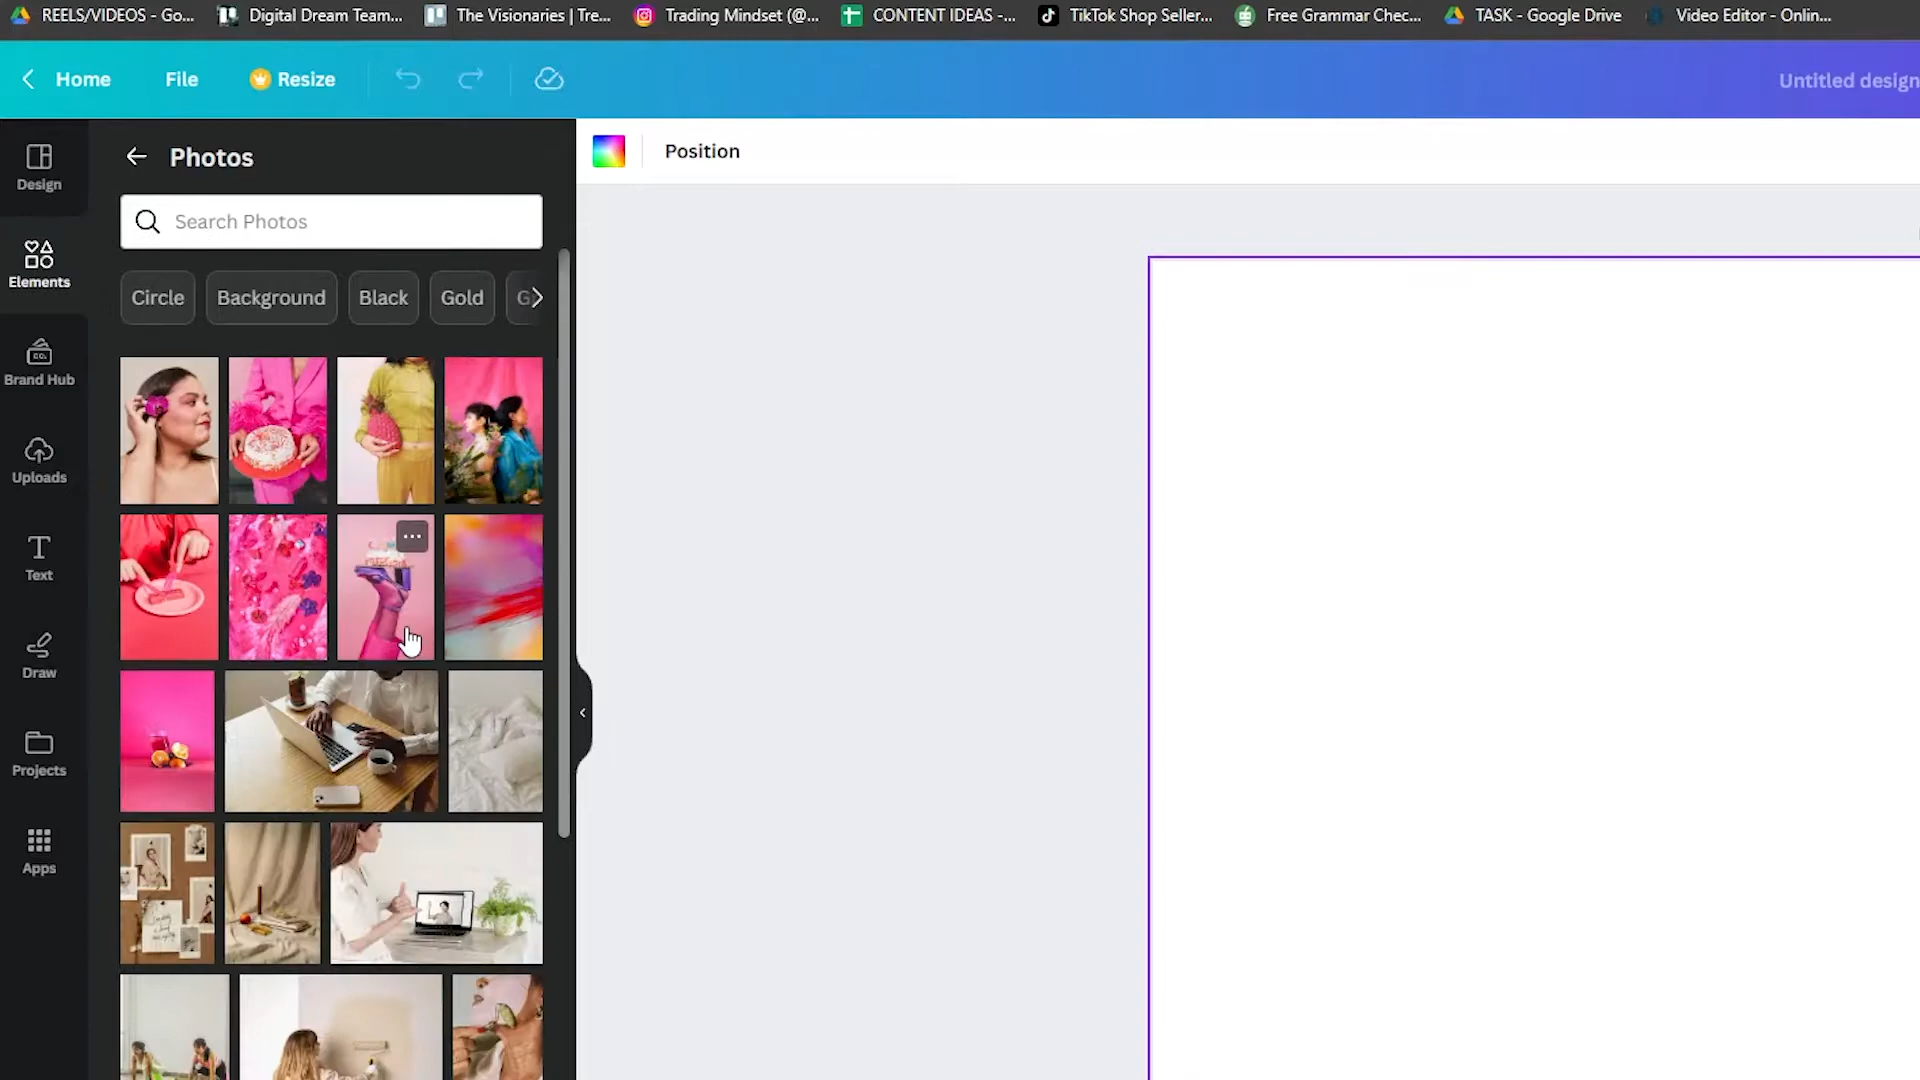 REELS/VIDEOS - Go... Digital Dream Team... The Visionaries | Tre... Trading Mindset (@... CONTENT IDEAS -... TikTok Shop Seller... Free Grammar Chec... TASK - Google Drive Video Editor - Onlin...
Home File Resize Untitled design
Design
Photos
Position
Search Photos
Elements
Circle Background Black Gold G
Brand Hub
Uploads
Text
Draw
Projects
Apps